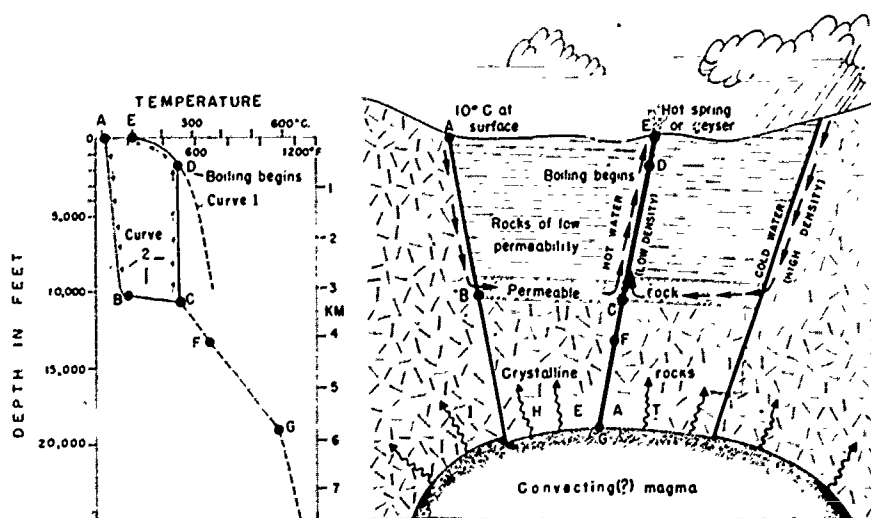 TEMPERATURE
A E 300 600°C.
0 600 1200°F
D
Boiling begins
Curve 1
5,000
Curve
2
10,000
B C
F
15,000
G
20,000
DEPTH IN FEET
1
2
3
KM
4
5
6
7
10° C at
surface
A
Hot spring
or geyser
E
D
Boiling begins
Rocks of low
permeability
HOT WATER
(LOW DENSITY)
COLD WATER
(HIGH DENSITY)
B
Permeable rock
C
F
Crystalline rocks
H E A T
G
Convecting(?) magma